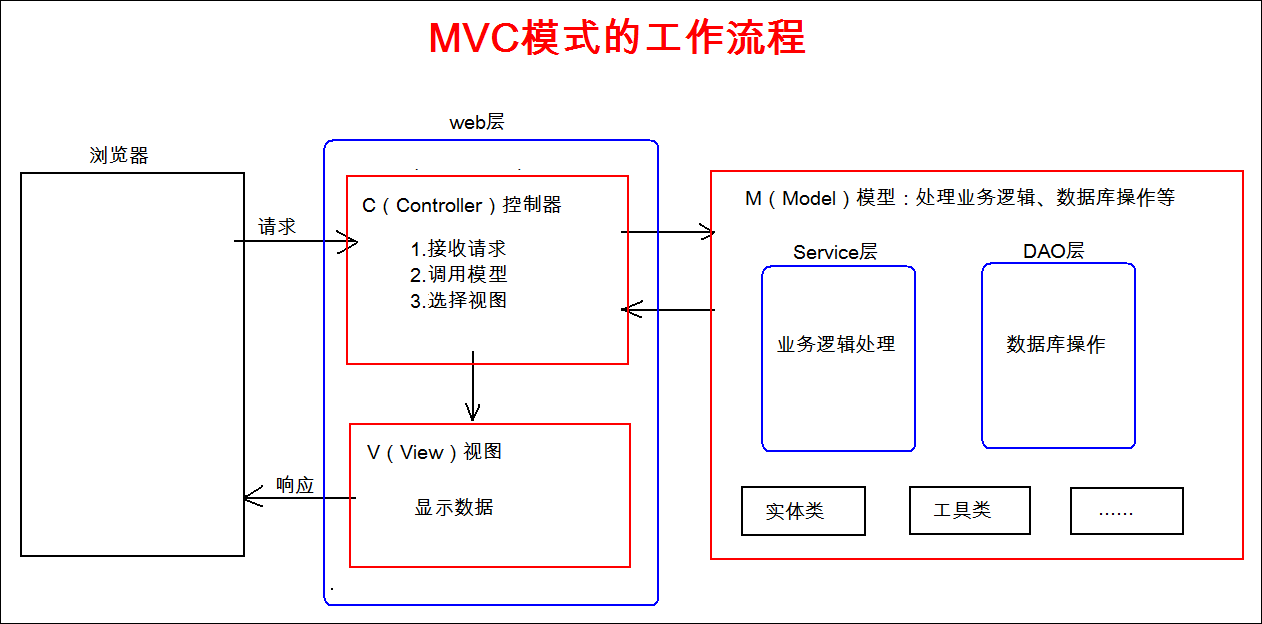 MVC模式的工作流程
web层
浏览器
请求
C（Controller）控制器
1.接收请求
2.调用模型
3.选择视图
V（View）视图
显示数据
响应
M（Model）模型：处理业务逻辑、数据库操作等
Service层
DAO层
业务逻辑处理
数据库操作
实体类
工具类
……